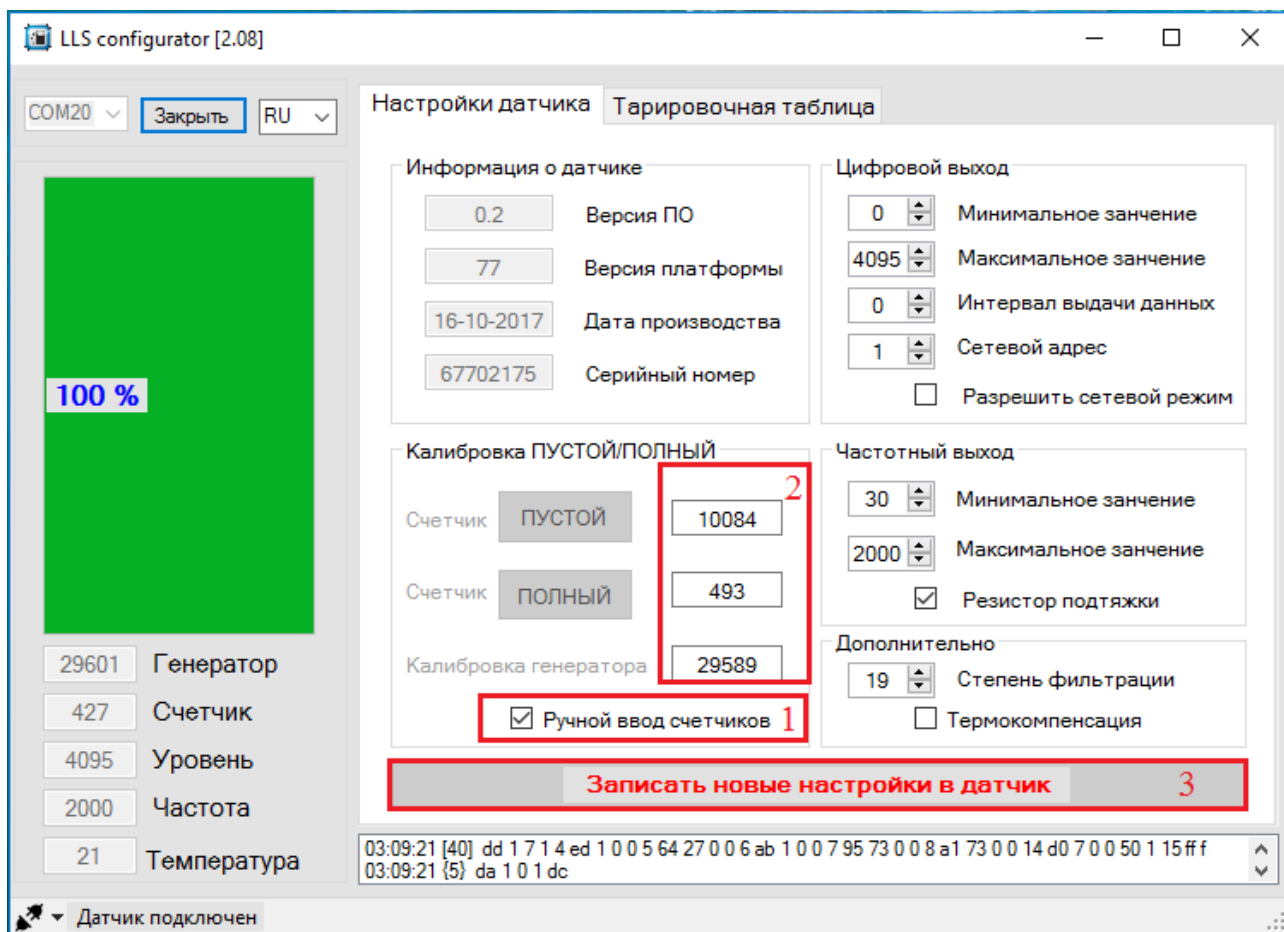 LLS configurator [2.08]
COM20
Закрыть
RU
Настройки датчика
Тарировочная таблица
100 %
29601 Генератор
427 Счетчик
4095 Уровень
2000 Частота
21 Температура
Информация о датчике
0.2 Версия ПО
77 Версия платформы
16-10-2017 Дата производства
67702175 Серийный номер
Калибровка ПУСТОЙ/ПОЛНЫЙ
2
Счетчик ПУСТОЙ 10084
Счетчик ПОЛНЫЙ 493
Калибровка генератора 29589
Ручной ввод счетчиков 1
Цифровой выход
0 Минимальное занчение
4095 Максимальное занчение
0 Интервал выдачи данных
1 Сетевой адрес
Разрешить сетевой режим
Частотный выход
30 Минимальное занчение
2000 Максимальное занчение
Резистор подтяжки
Дополнительно
19 Степень фильтрации
Термокомпенсация
Записать новые настройки в датчик 3
03:09:21 [40] dd 1 7 1 4 ed 1 0 0 5 64 27 0 0 6 ab 1 0 0 7 95 73 0 0 8 a1 73 0 0 14 d0 7 0 0 50 1 15 ff f
03:09:21 {5} da 1 0 1 dc
Датчик подключен